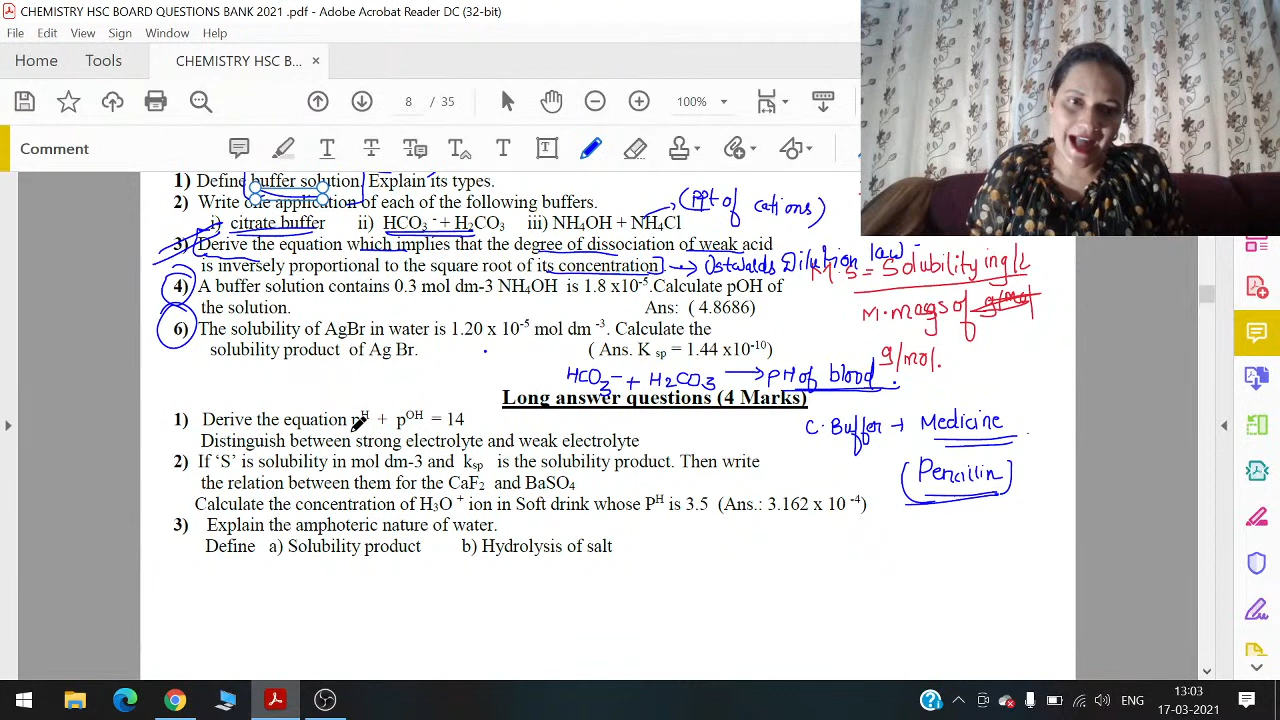 CHEMISTRY HSC BOARD QUESTIONS BANK 2021 .pdf - Adobe Acrobat Reader DC (32-bit)
File Edit View Sign Window Help
Home Tools CHEMISTRY HSC B... ×
8 / 35 100%
Comment
1) Define buffer solution Explain its types.
2) Write one application of each of the following buffers.
(PPt of cations)
i) citrate buffer ii) HCO3 - + H2CO3 iii) NH4OH + NH4Cl
3) Derive the equation which implies that the degree of dissociation of weak acid
is inversely proportional to the square root of its concentration → Ostwalds Dilution law -
M. S = Solubility in g/L
M. mass of g/mol
g/mol.
4) A buffer solution contains 0.3 mol dm-3 NH4OH is 1.8 x10-5.Calculate pOH of
the solution. Ans: ( 4.8686)
6) The solubility of AgBr in water is 1.20 x 10-5 mol dm -3. Calculate the
solubility product of Ag Br. ( Ans. K sp = 1.44 x10-10)
HCO3- + H2CO3 → pH of blood.
Long answer questions (4 Marks)
C. Buffer → Medicine
(Pencillin)
1) Derive the equation pH + pOH = 14
Distinguish between strong electrolyte and weak electrolyte
2) If ‘S’ is solubility in mol dm-3 and ksp is the solubility product. Then write
the relation between them for the CaF2 and BaSO4
Calculate the concentration of H3O + ion in Soft drink whose PH is 3.5 (Ans.: 3.162 x 10 -4)
3) Explain the amphoteric nature of water.
Define a) Solubility product b) Hydrolysis of salt
ENG
13:03
17-03-2021